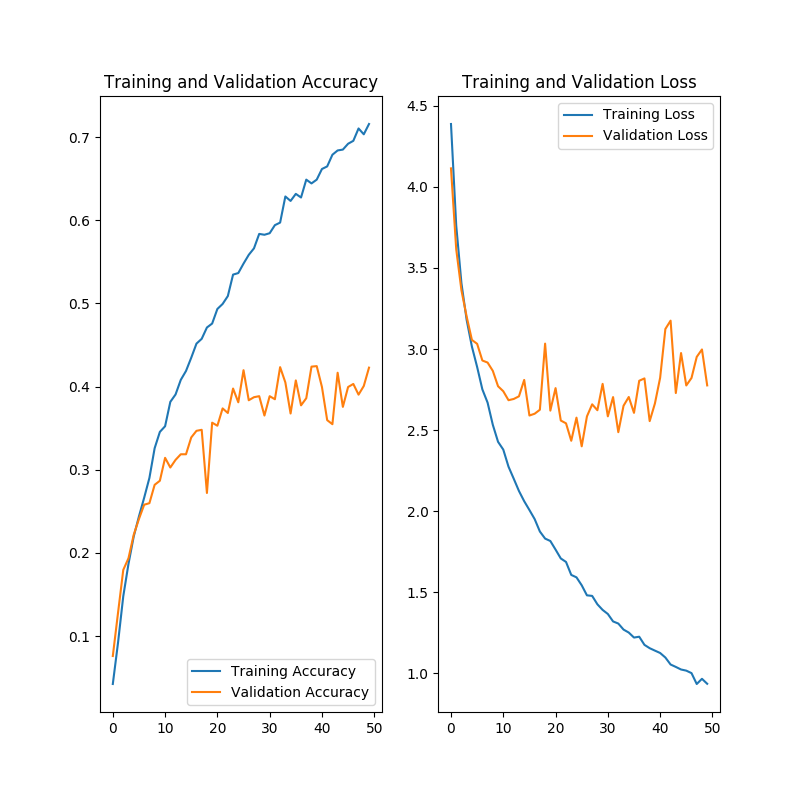 Training and Validation Accuracy
0.7
0.6
0.5
0.4
0.3
0.2
0.1
Training Accuracy
Validation Accuracy
0 10 20 30 40 50
Training and Validation Loss
4.5
Training Loss
Validation Loss
4.0
3.5
3.0
2.5
2.0
1.5
1.0
0 10 20 30 40 50